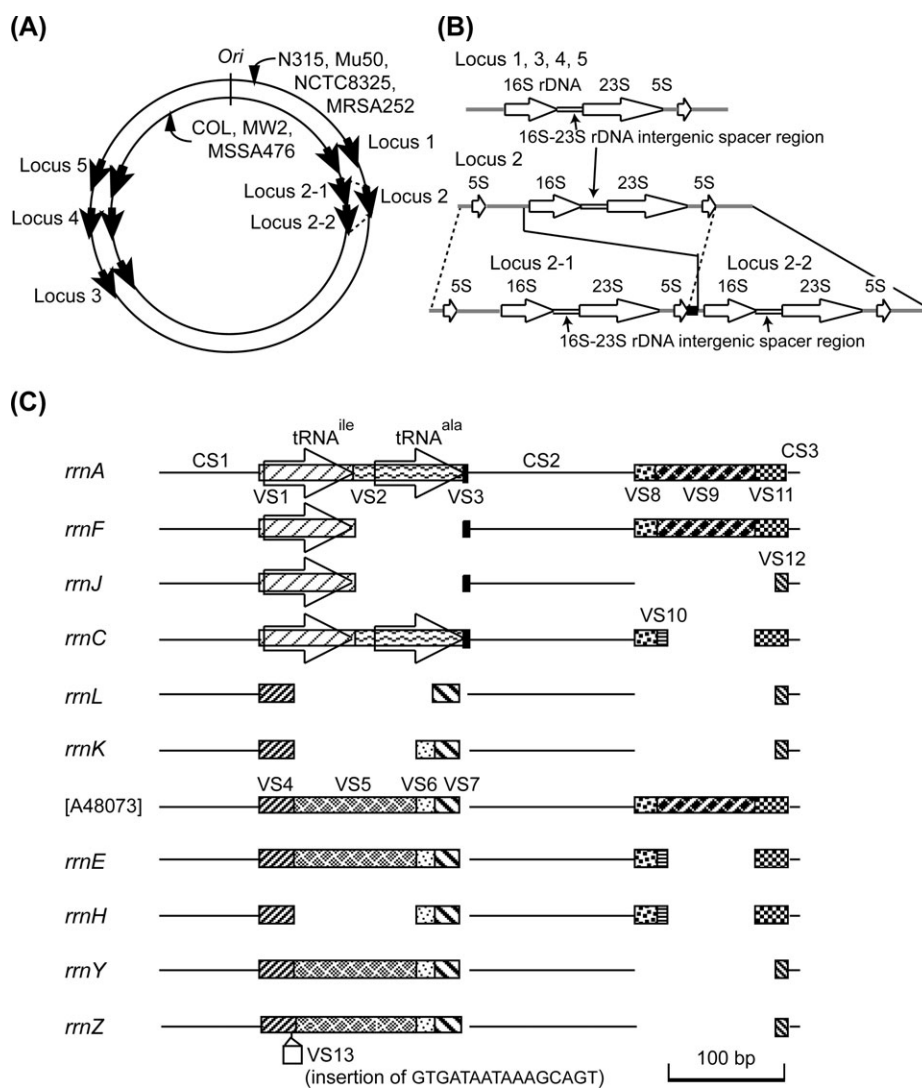 (A)
Ori
N315, Mu50,
NCTC8325,
MRSA252
COL, MW2,
MSSA476
Locus 1
Locus 5
Locus 2-1
Locus 2
Locus 2-2
Locus 4
Locus 3
(B)
Locus 1, 3, 4, 5
16S rDNA 23S 5S
16S-23S rDNA intergenic spacer region
Locus 2
5S 16S 23S 5S
Locus 2-1 Locus 2-2
5S 16S 23S 5S 16S 23S 5S
16S-23S rDNA intergenic spacer region
(C)
tRNA^ile tRNA^ala
rrnA CS1 CS2 CS3
VS1 VS2 VS3 VS8 VS9 VS11
rrnF
VS12
rrnJ
VS10
rrnC
rrnL
rrnK
VS4 VS5 VS6 VS7
[A48073]
rrnE
rrnH
rrnY
rrnZ
VS13
(insertion of GTGATAATAAAGCAGT)
100 bp